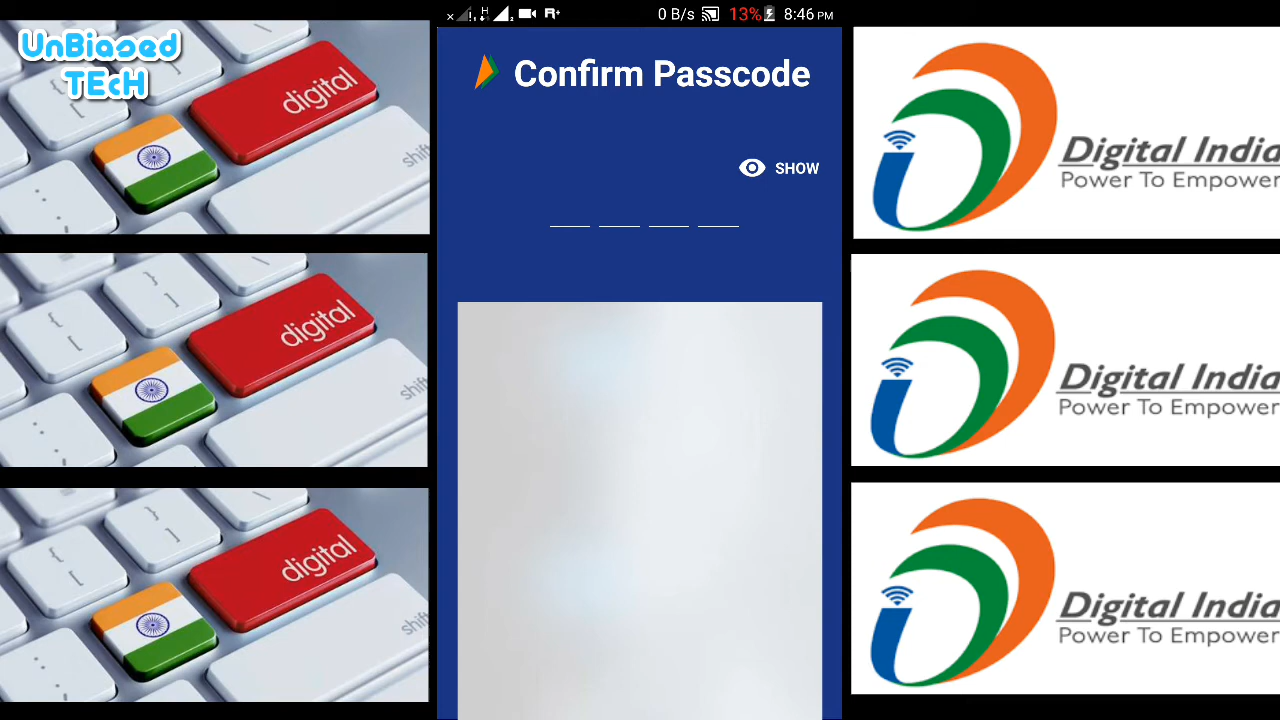 UnBiased
TEcH
digital
shift
digital
shift
digital
shift
0 B/s 13% 8:46 PM
Confirm Passcode
SHOW
Digital India
Power To Empower
Digital India
Power To Empower
Digital India
Power To Empower